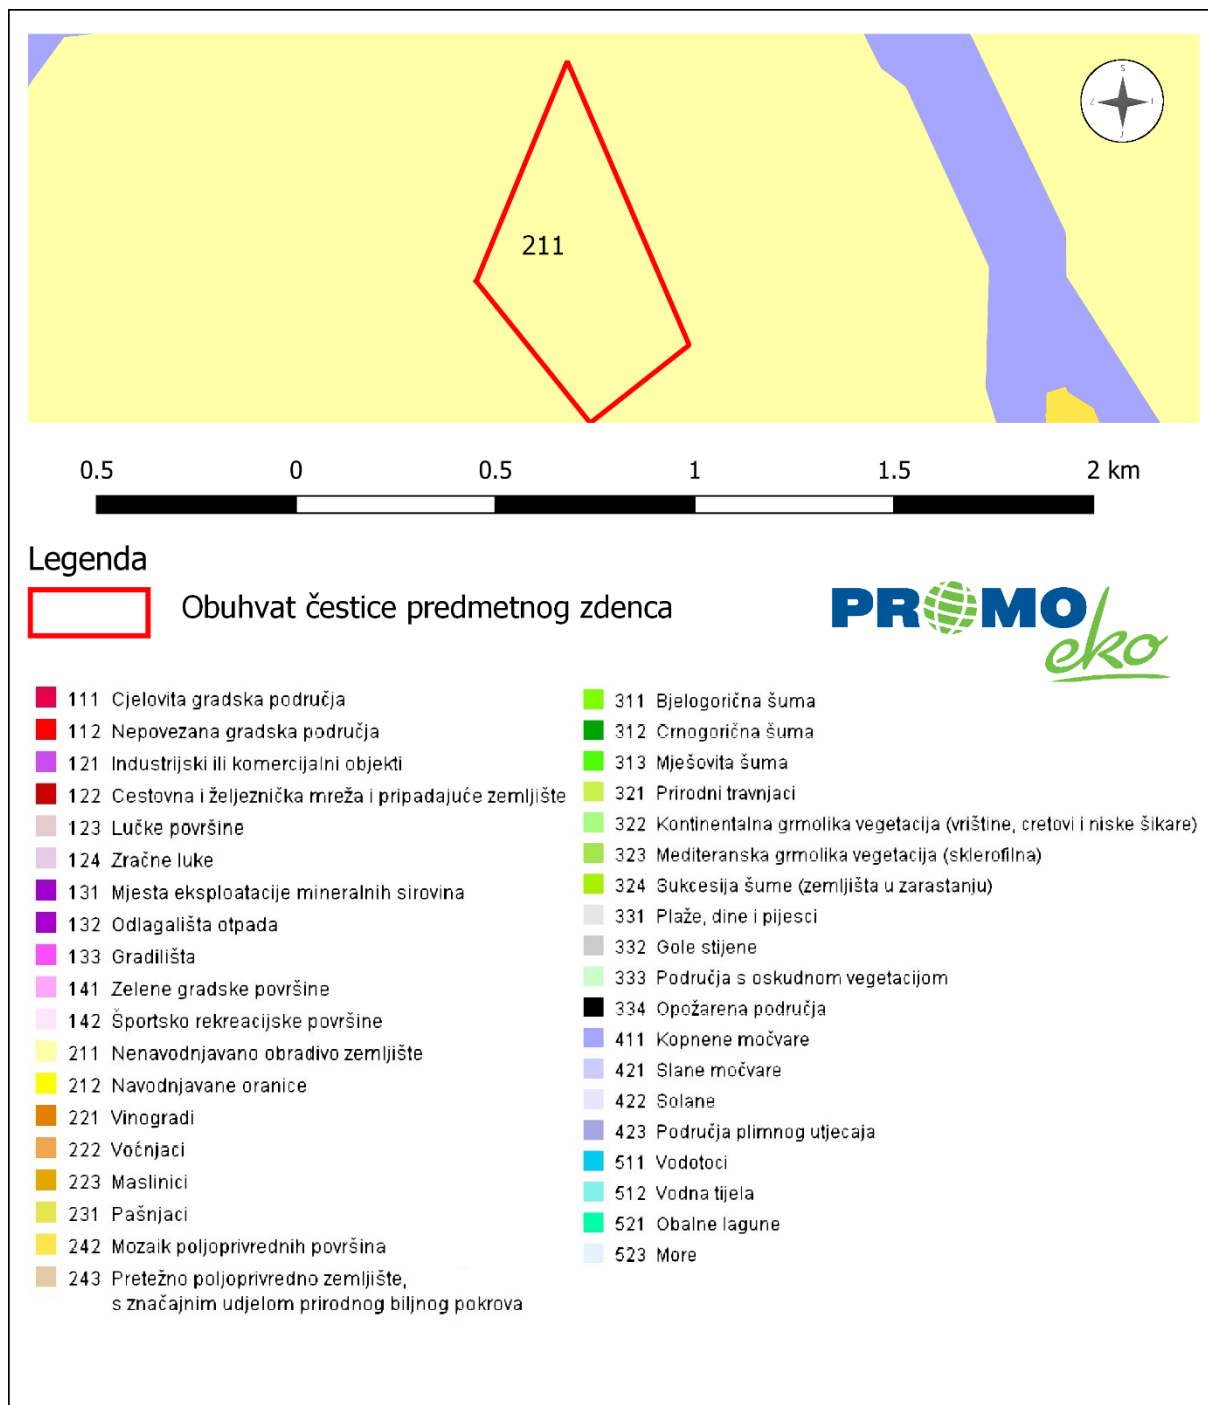 S
Z I
J
211
0.5 0 0.5 1 1.5 2 km
Legenda
Obuhvat čestice predmetnog zdenca
PROMO
eko
111 Cjelovita gradska područja
112 Nepovezana gradska područja
121 Industrijski ili komercijalni objekti
122 Cestovna i željeznička mreža i pripadajuće zemljište
123 Lučke površine
124 Zračne luke
131 Mjesta eksploatacije mineralnih sirovina
132 Odlagališta otpada
133 Gradilišta
141 Zelene gradske površine
142 Športsko rekreacijske površine
211 Nenavodnjavano obradivo zemljište
212 Navodnjavane oranice
221 Vinogradi
222 Voćnjaci
223 Maslinici
231 Pašnjaci
242 Mozaik poljoprivrednih površina
243 Pretežno poljoprivredno zemljište,
s značajnim udjelom prirodnog biljnog pokrova
311 Bjelogorična šuma
312 Crnogorična šuma
313 Mješovita šuma
321 Prirodni travnjaci
322 Kontinentalna grmolika vegetacija (vrištine, cretovi i niske šikare)
323 Mediteranska grmolika vegetacija (sklerofilna)
324 Sukcesija šume (zemljišta u zarastanju)
331 Plaže, dine i pijesci
332 Gole stijene
333 Područja s oskudnom vegetacijom
334 Opožarena područja
411 Kopnene močvare
421 Slane močvare
422 Solane
423 Područja plimnog utjecaja
511 Vodotoci
512 Vodna tijela
521 Obalne lagune
523 More